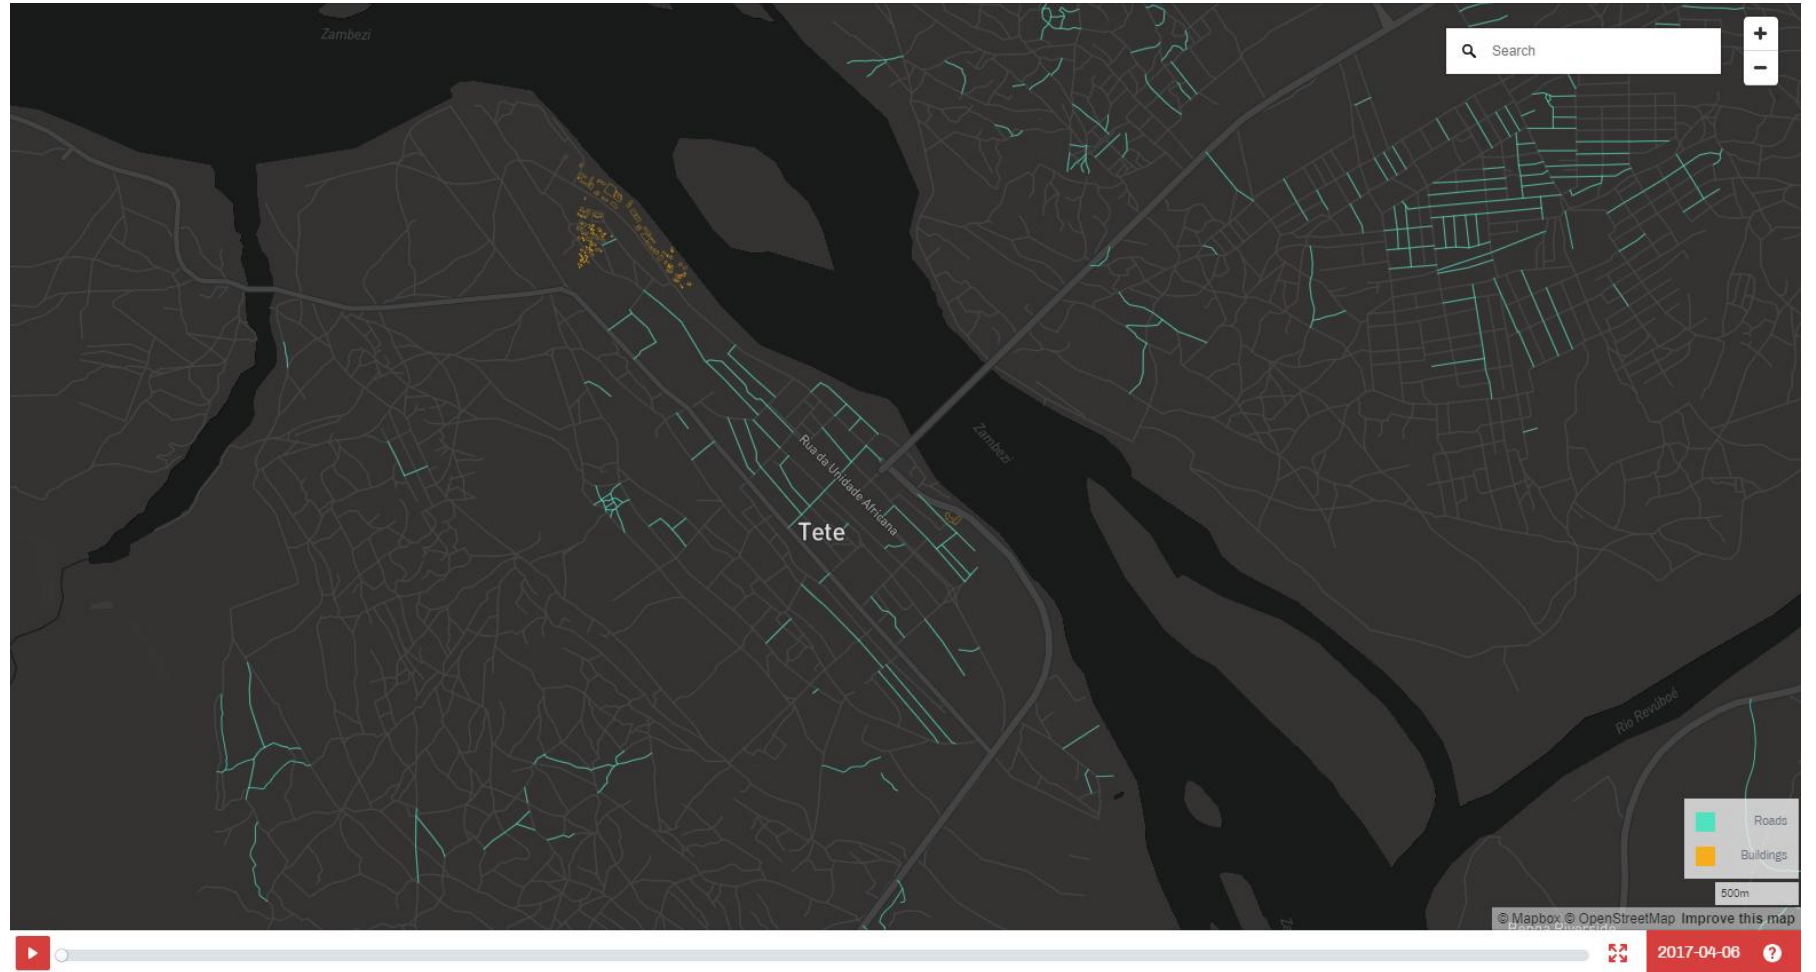 Zambezi
Search
Zambezi
Rua da Unidade Africana
Tete
Rio Revúboé
Roads
Buildings
500m
© Mapbox © OpenStreetMap Improve this map
2017-04-06